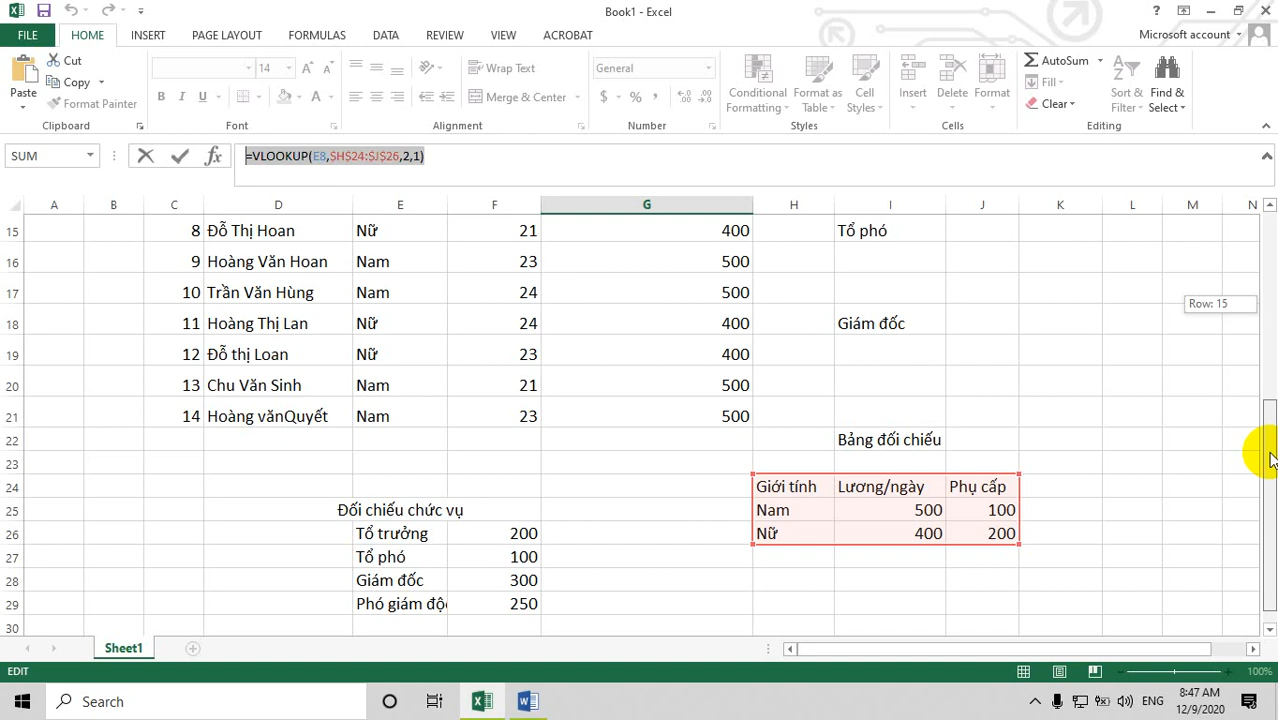 Book1 - Excel
?
FILE HOME INSERT PAGE LAYOUT FORMULAS DATA REVIEW VIEW ACROBAT Microsoft account
Paste Cut Copy Format Painter
14
B I U A
Wrap Text
Merge & Center
General
$ % ,
Conditional Formatting
Format as Table
Cell Styles
Insert Delete Format
AutoSum Fill Clear
Sort & Filter
Find & Select
Clipboard Font Alignment Number Styles Cells Editing
SUM =VLOOKUP(E8,$H$24:$J$26,2,1)
A B C D E F G H I J K L M N
15 8 Đỗ Thị Hoan Nữ 21 400 Tổ phó
16 9 Hoàng Văn Hoan Nam 23 500
17 10 Trần Văn Hùng Nam 24 500
Row: 15
18 11 Hoàng Thị Lan Nữ 24 400 Giám đốc
19 12 Đỗ thị Loan Nữ 23 400
20 13 Chu Văn Sinh Nam 21 500
21 14 Hoàng vănQuyết Nam 23 500
22 Bảng đối chiếu
23
24 Giới tính Lương/ngày Phụ cấp
25 Đối chiếu chức vụ Nam 500 100
26 Tổ trưởng 200 Nữ 400 200
27 Tổ phó 100
28 Giám đốc 300
29 Phó giám độc 250
30
Sheet1
EDIT 100%
Search ENG 8:47 AM
12/9/2020